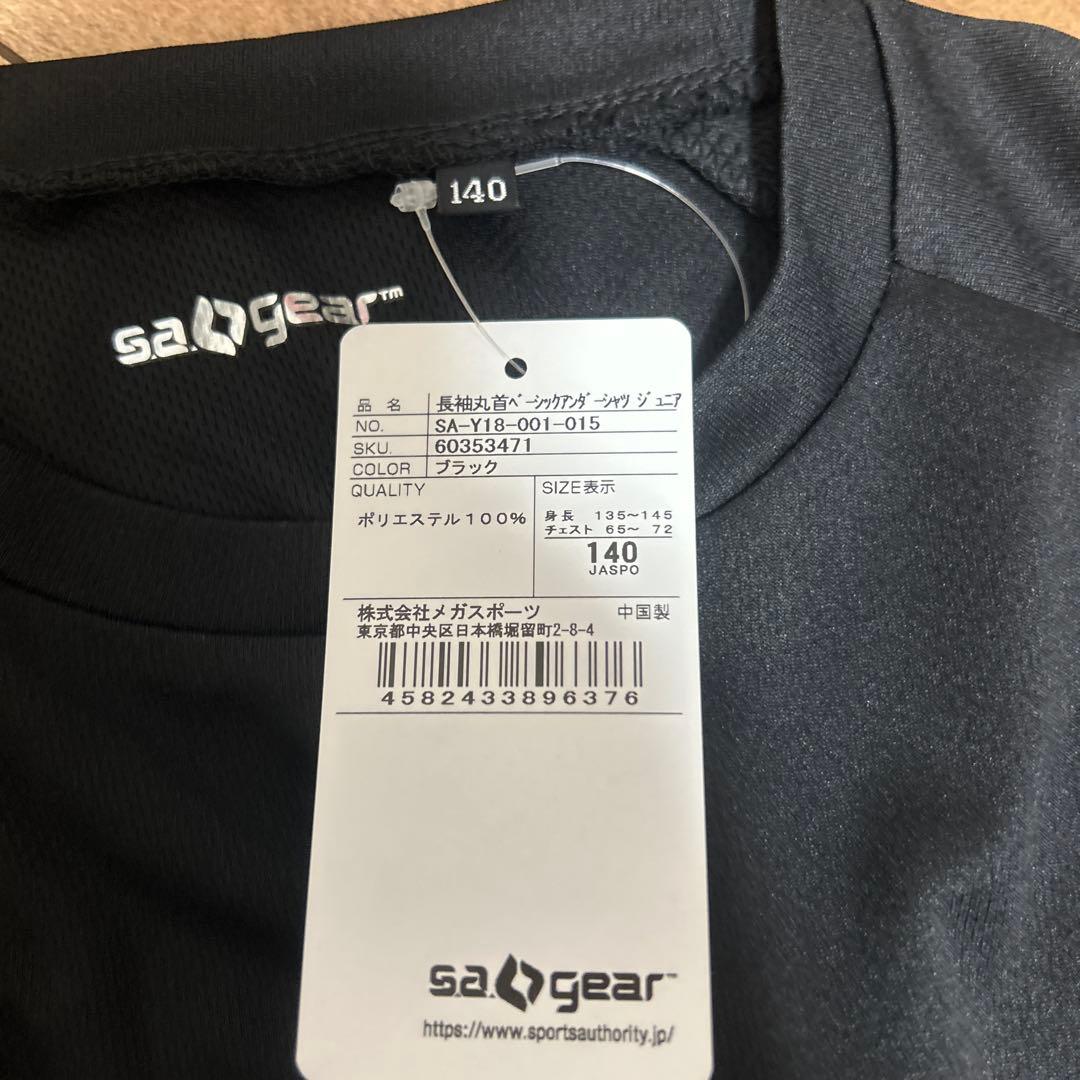 140
s.a. gear™
品名 長袖丸首ベーシックアンダーシャツ ジュニア
NO. SA-Y18-001-015
SKU. 60353471
COLOR ブラック
QUALITY
ポリエステル100%
SIZE表示
身長 135~145
チェスト 65~ 72
140
JASPO
株式会社メガスポーツ 中国製
東京都中央区日本橋堀留町2-8-4
4582433896376
s.a. gear™
https://www.sportsauthority.jp/